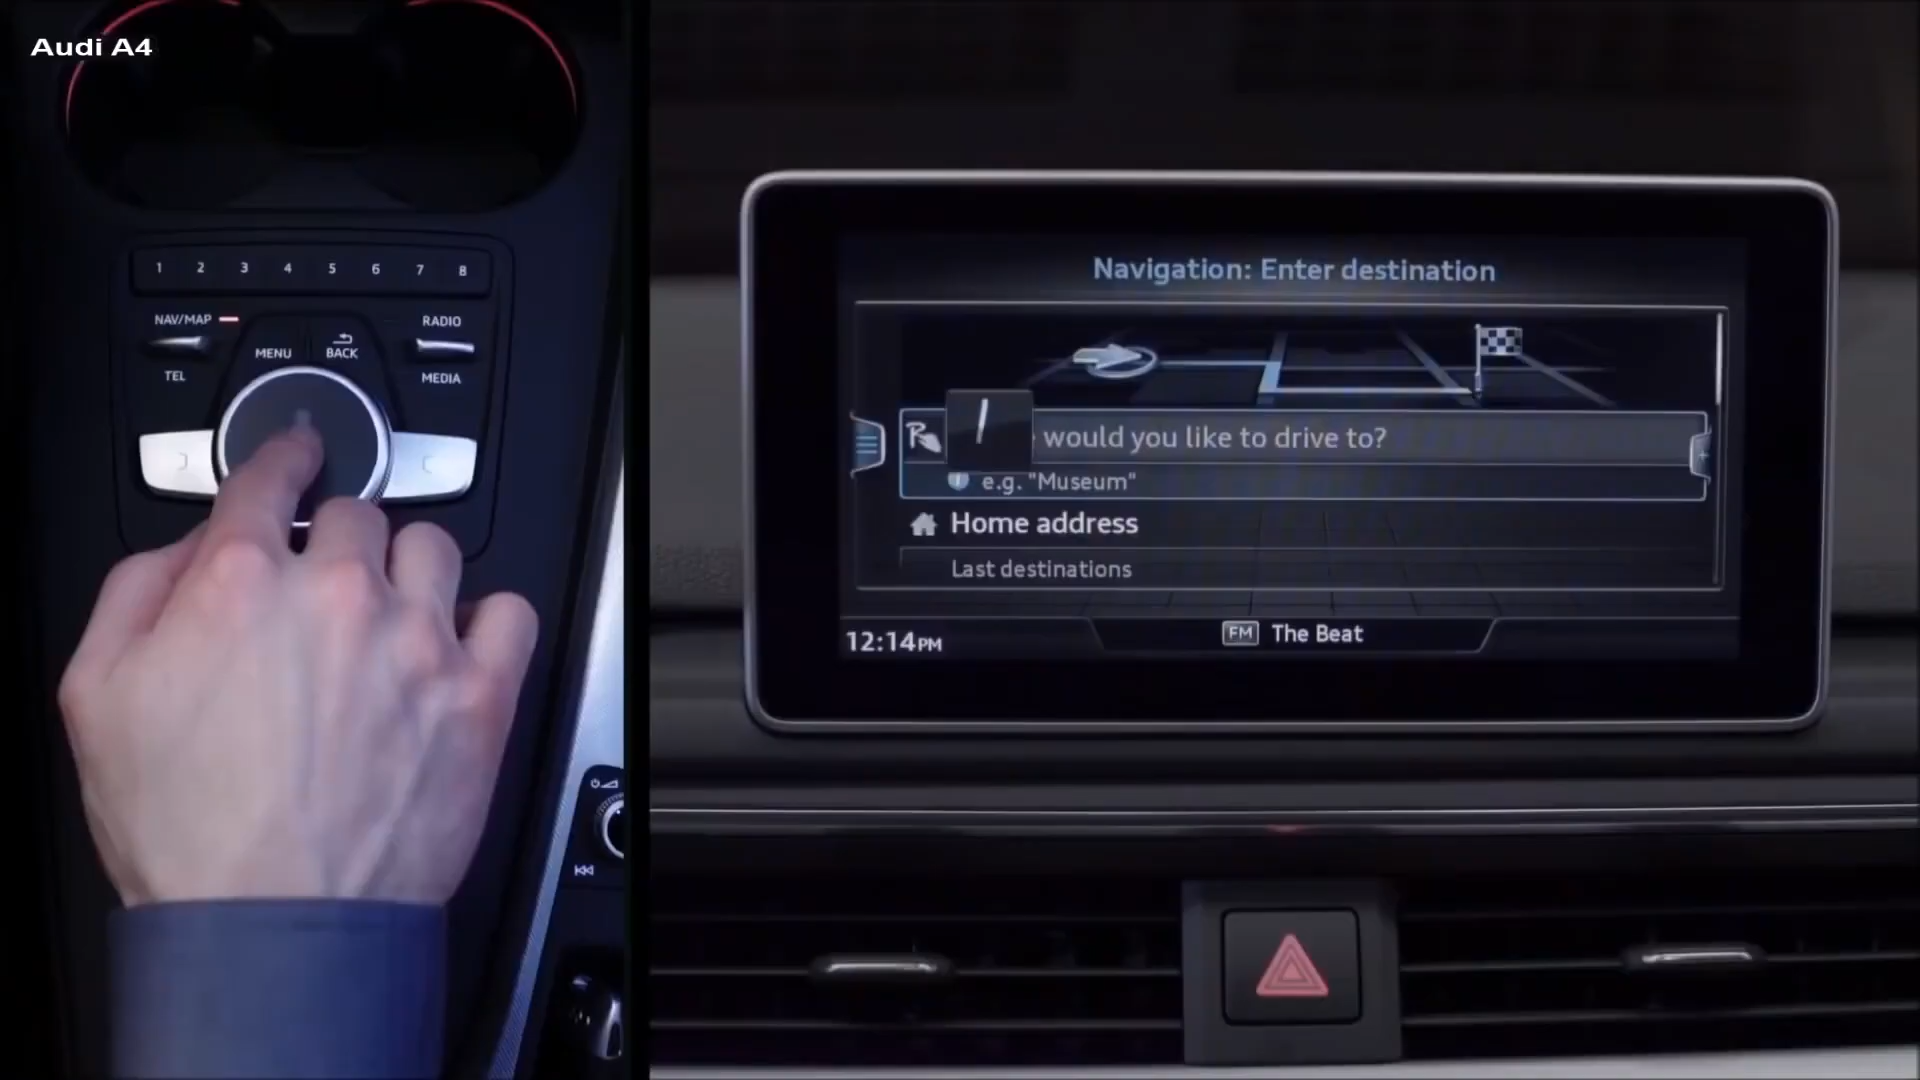 Audi A4
1 2 3 4 5 6 7 8
NAV/MAP
RADIO
MENU
BACK
TEL
MEDIA
Navigation: Enter destination
would you like to drive to?
e.g. "Museum"
Home address
Last destinations
12:14PM
FM The Beat